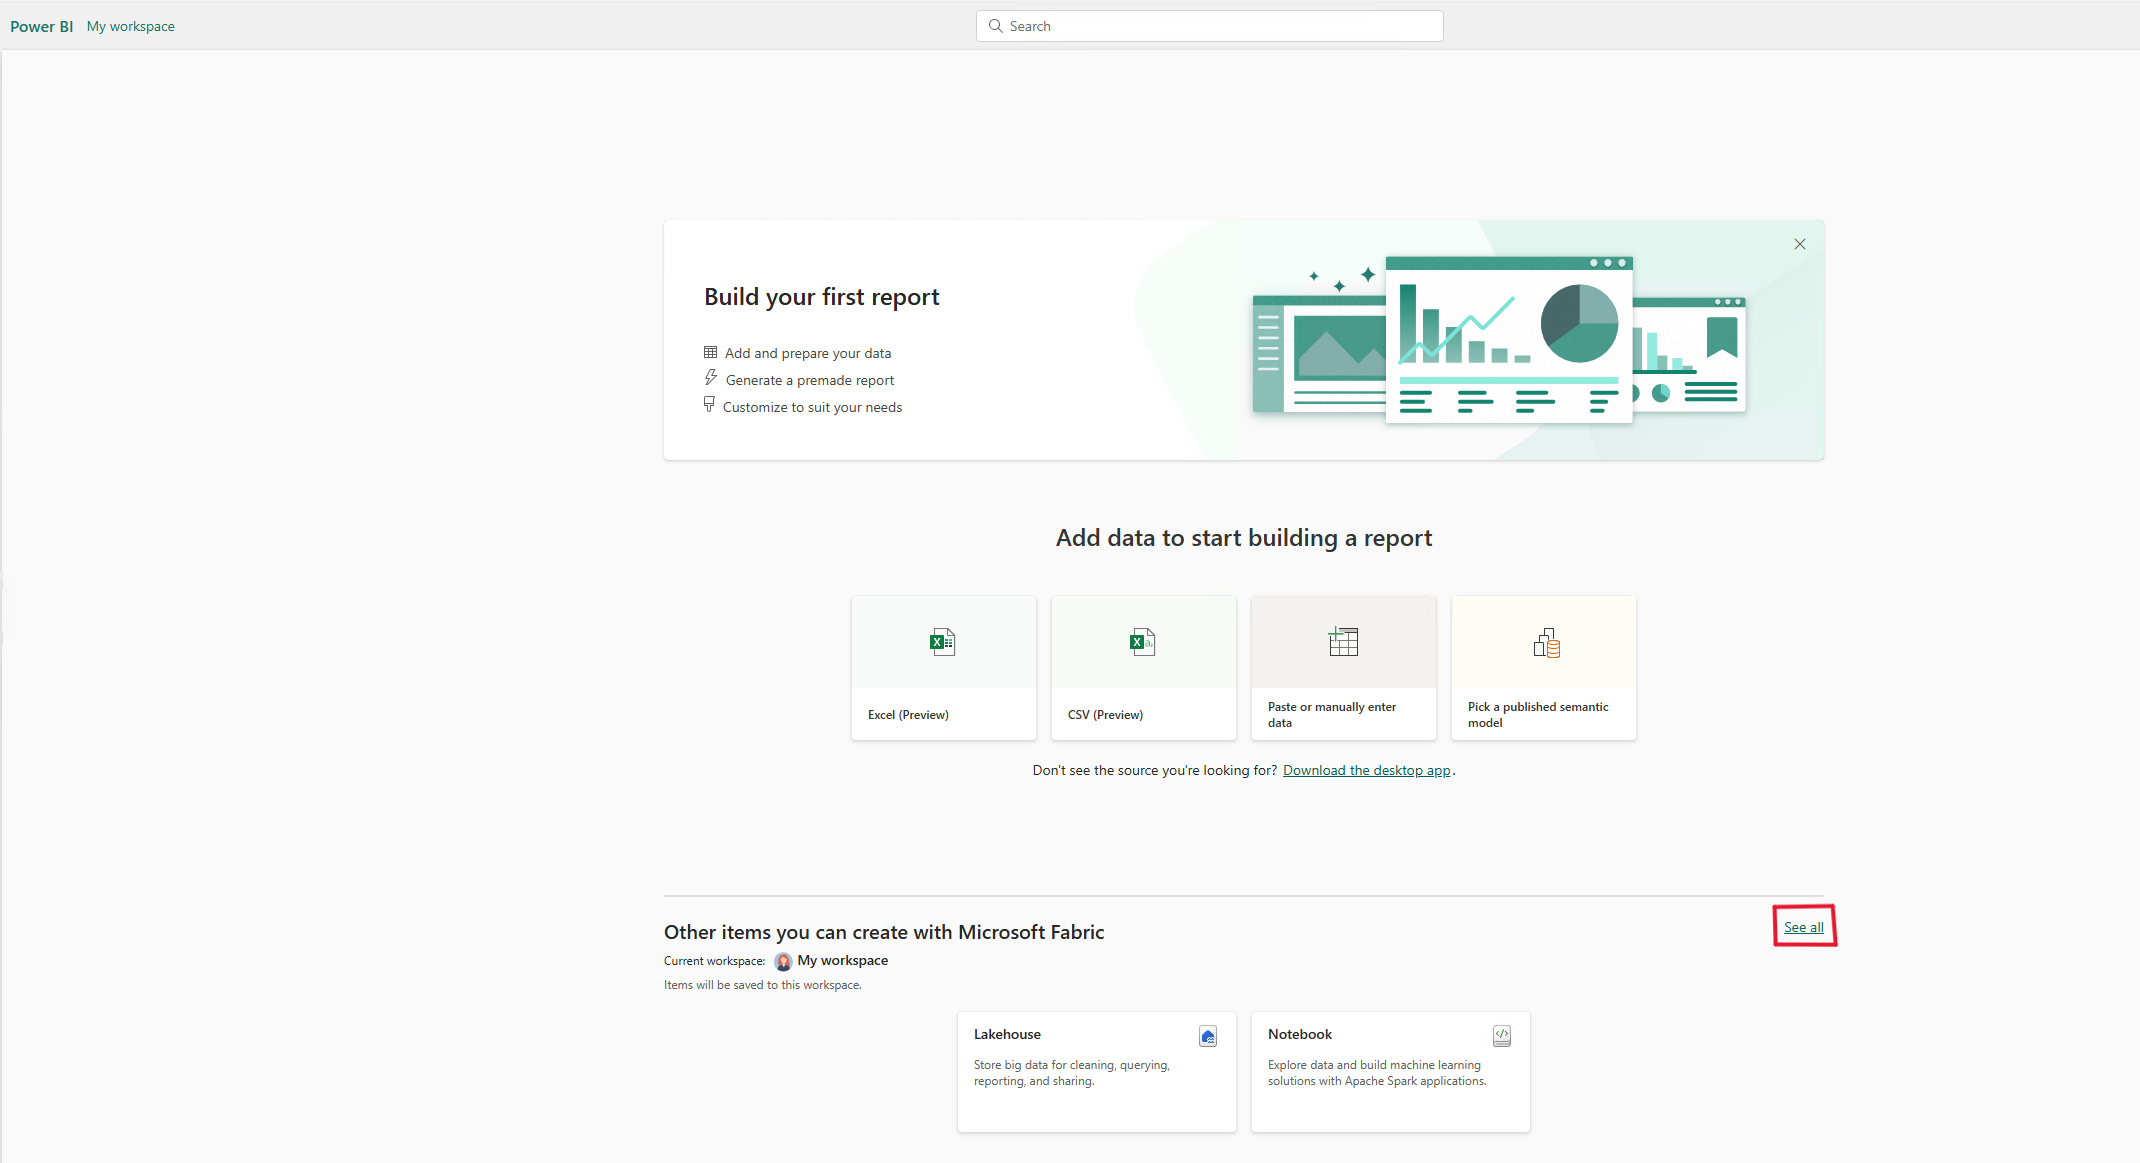 Power BI My workspace
Search
Build your first report
Add and prepare your data
Generate a premade report
Customize to suit your needs
Add data to start building a report
Excel (Preview)
CSV (Preview)
Paste or manually enter
data
Pick a published semantic
model
Don't see the source you're looking for? Download the desktop app.
Other items you can create with Microsoft Fabric
See all
Current workspace: My workspace
Items will be saved to this workspace.
Lakehouse
Store big data for cleaning, querying,
reporting, and sharing.
Notebook
Explore data and build machine learning
solutions with Apache Spark applications.